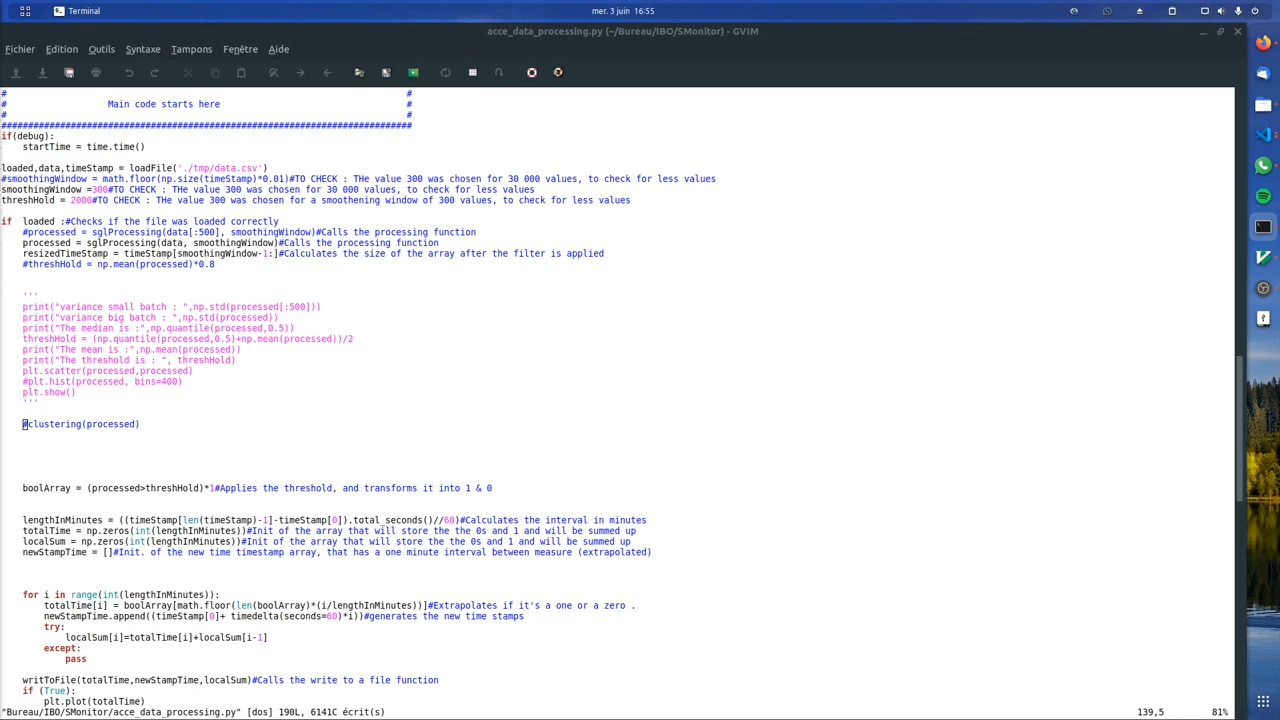 Terminal
mer. 3 juin  16:55
acce_data_processing.py (~/Bureau/IBO/SMonitor) - GVIM
Fichier Edition Outils Syntaxe Tampons Fenêtre Aide
#                                                                            #
#                   Main code starts here                                   #
#                                                                            #
##############################################################################
if(debug):
    startTime = time.time()
loaded,data,timeStamp = loadFile('./tmp/data.csv')
#smoothingWindow = math.floor(np.size(timeStamp)*0.01)#TO CHECK : THe value 300 was chosen for 30 000 values, to check for less values
smoothingWindow =300#TO CHECK : THe value 300 was chosen for 30 000 values, to check for less values
threshHold = 2000#TO CHECK : THe value 300 was chosen for a smoothening window of 300 values, to check for less values
if  loaded :#Checks if the file was loaded correctly
    #processed = sglProcessing(data[:500], smoothingWindow)#Calls the processing function
    processed = sglProcessing(data, smoothingWindow)#Calls the processing function
    resizedTimeStamp = timeStamp[smoothingWindow-1:]#Calculates the size of the array after the filter is applied
    #threshHold = np.mean(processed)*0.8
    '''
    print("variance small batch : ",np.std(processed[:500]))
    print("variance big batch : ",np.std(processed))
    print("The median is :",np.quantile(processed,0.5))
    threshHold = (np.quantile(processed,0.5)+np.mean(processed))/2
    print("The mean is :",np.mean(processed))
    print("The threshold is : ", threshHold)
    plt.scatter(processed,processed)
    #plt.hist(processed, bins=400)
    plt.show()
    '''
    #clustering(processed)
    boolArray = (processed>threshHold)*1#Applies the threshold, and transforms it into 1 & 0
    lengthInMinutes = ((timeStamp[len(timeStamp)-1]-timeStamp[0]).total_seconds()//60)#Calculates the interval in minutes
    totalTime = np.zeros(int(lengthInMinutes))#Init of the array that will store the the 0s and 1 and will be summed up
    localSum = np.zeros(int(lengthInMinutes))#Init of the array that will store the the 0s and 1 and will be summed up
    newStampTime = []#Init. of the new time timestamp array, that has a one minute interval between measure (extrapolated)
    for i in range(int(lengthInMinutes)):
        totalTime[i] = boolArray[math.floor(len(boolArray)*(i/lengthInMinutes))]#Extrapolates if it's a one or a zero .
        newStampTime.append((timeStamp[0]+ timedelta(seconds=60)*i))#generates the new time stamps
        try:
            localSum[i]=totalTime[i]+localSum[i-1]
        except:
            pass
    writToFile(totalTime,newStampTime,localSum)#Calls the write to a file function
    if (True):
        plt.plot(totalTime)
"Bureau/IBO/SMonitor/acce_data_processing.py" [dos] 190L, 6141C écrit(s)
139,5
81%